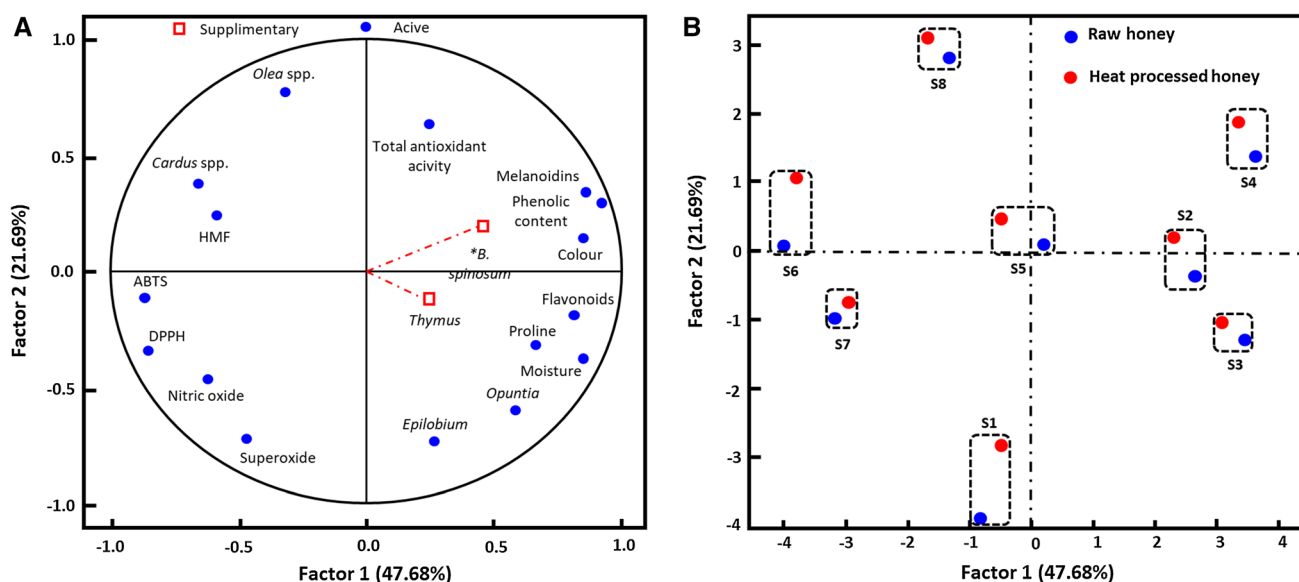 A
Supplimentary
Acive
1.0
0.5
0.0
-0.5
-1.0
Factor 2 (21.69%)
Olea spp.
Cardus spp.
HMF
Total antioxidant
acivity
Melanoidins
Phenolic
content
Colour
*B.
spinosum
Thymus
ABTS
DPPH
Nitric oxide
Superoxide
Flavonoids
Proline
Moisture
Opuntia
Epilobium
-1.0
-0.5
0.0
0.5
1.0
Factor 1 (47.68%)
B
Raw honey
Heat processed honey
3
2
1
0
-1
-2
-3
-4
Factor 2 (21.69%)
S8
S4
S2
S5
S6
S7
S3
S1
-4
-3
-2
-1
0
1
2
3
4
Factor 1 (47.68%)